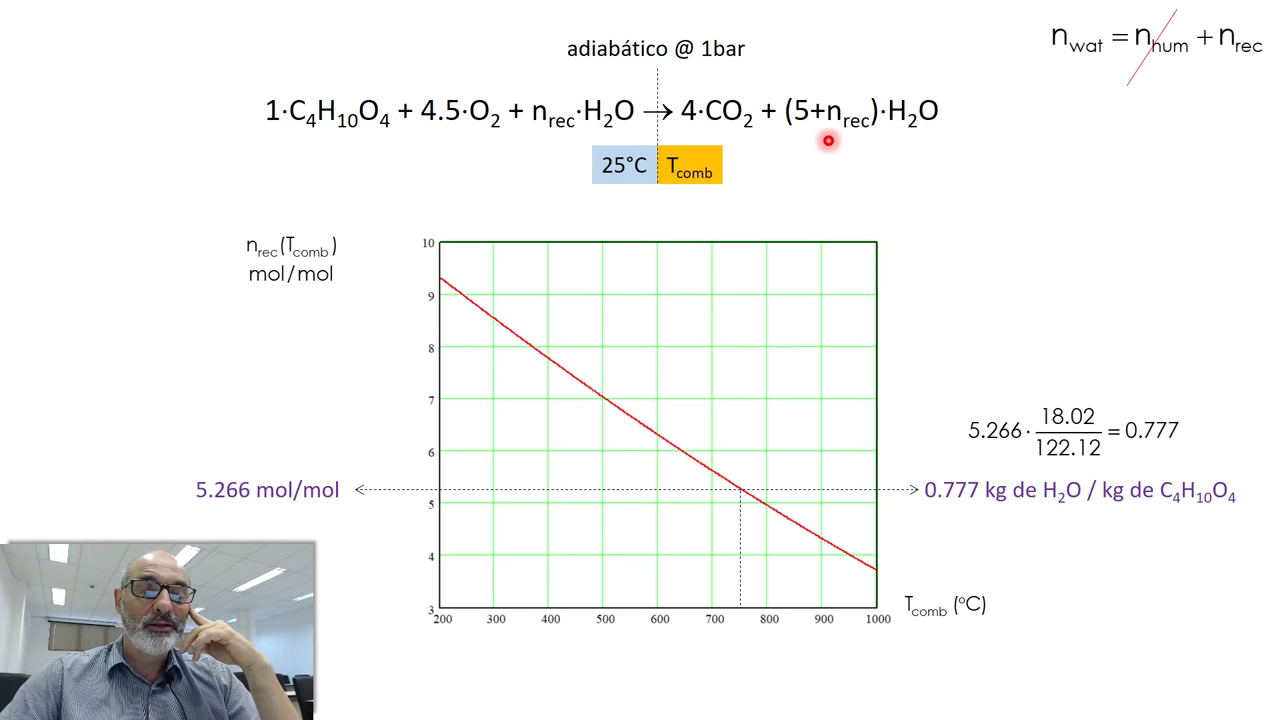 n_wat = n_hum + n_rec
adiabático @ 1bar
1·C₄H₁₀O₄ + 4.5·O₂ + n_rec·H₂O → 4·CO₂ + (5+n_rec)·H₂O
25°C T_comb
n_rec(T_comb)
mol/mol
10
9
8
7
6
5
4
3
200 300 400 500 600 700 800 900 1000
T_comb (°C)
5.266 · 18.02/122.12 = 0.777
5.266 mol/mol
0.777 kg de H₂O / kg de C₄H₁₀O₄